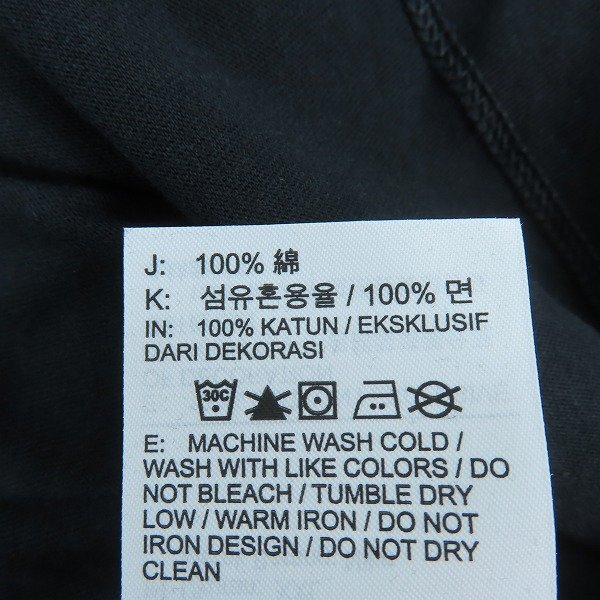 J: 100% 綿
K: 섬유혼용율 / 100% 면
IN: 100% KATUN / EKSKLUSIF
DARI DEKORASI
30C
E: MACHINE WASH COLD /
WASH WITH LIKE COLORS / DO
NOT BLEACH / TUMBLE DRY
LOW / WARM IRON / DO NOT
IRON DESIGN / DO NOT DRY
CLEAN